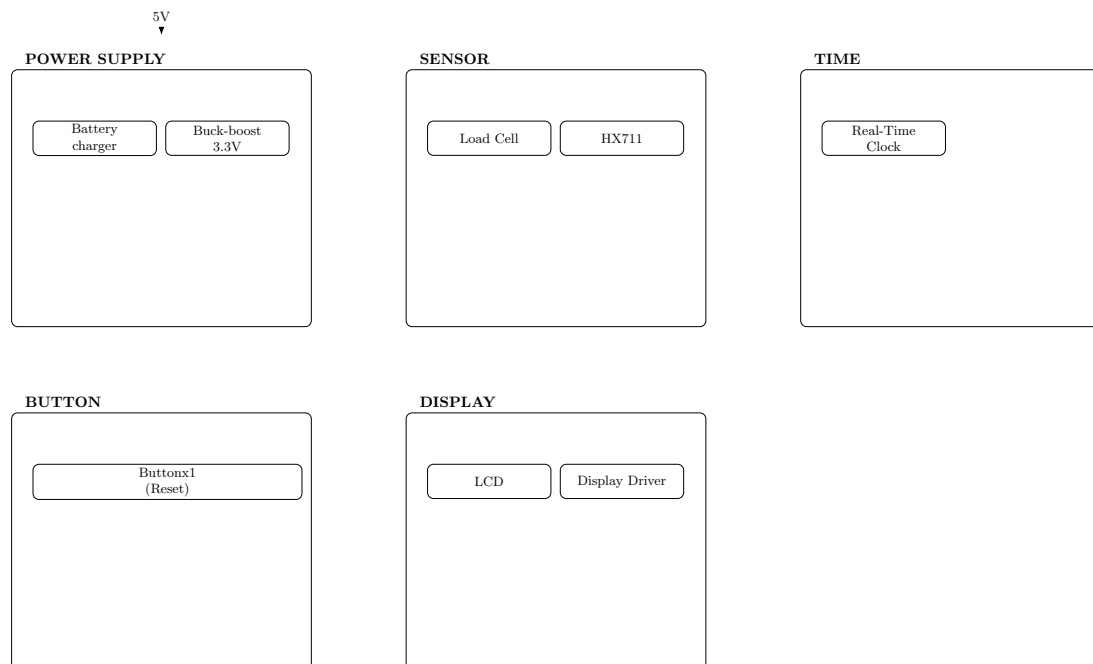 5V
POWER SUPPLY
Battery
charger
Buck-boost
3.3V
SENSOR
Load Cell
HX711
TIME
Real-Time
Clock
BUTTON
Buttonx1
(Reset)
DISPLAY
LCD
Display Driver